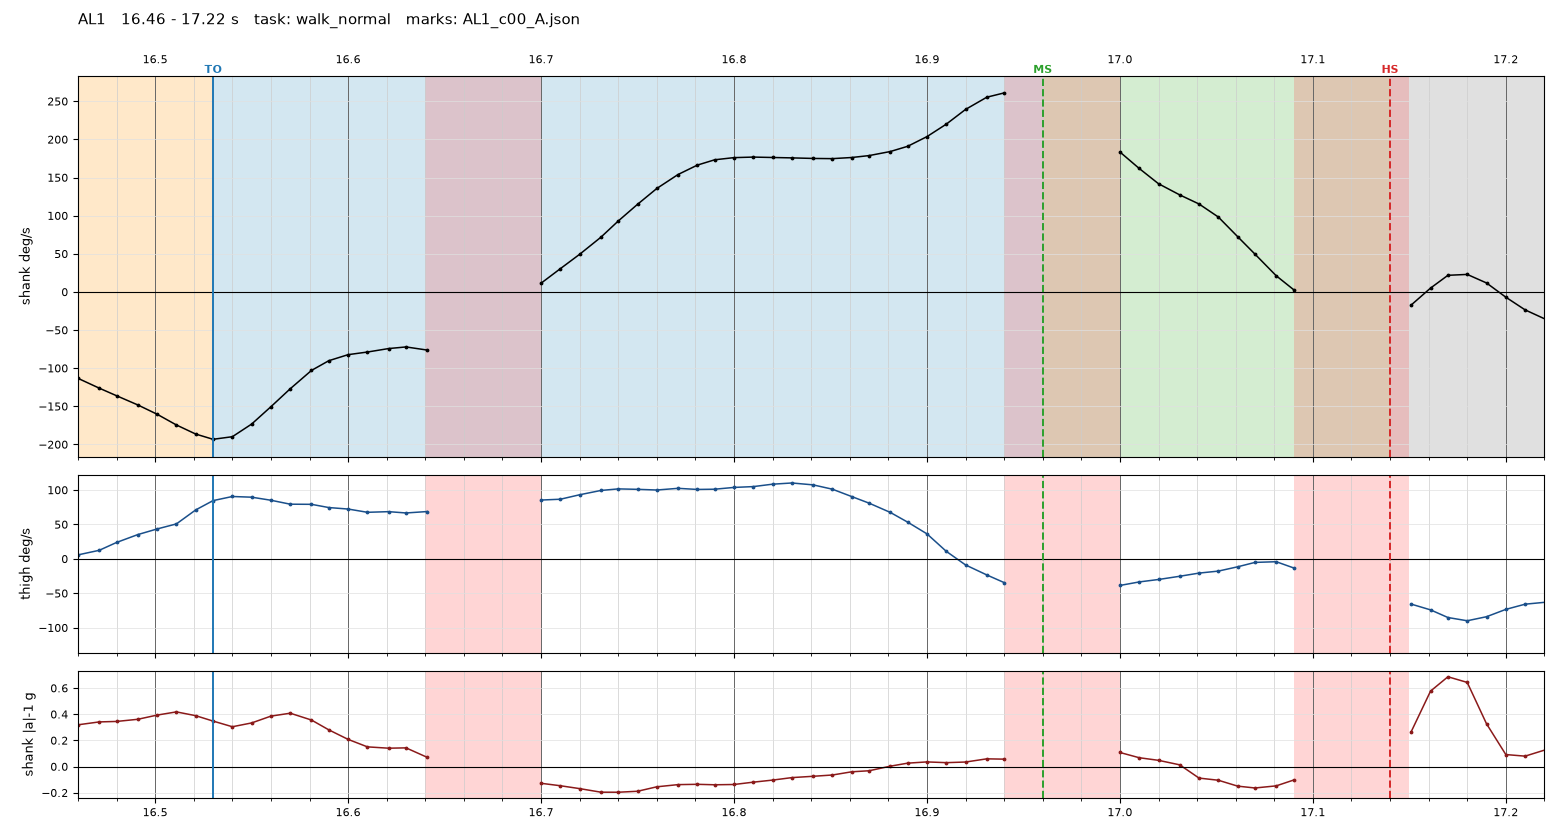 AL1   16.46 - 17.22 s   task: walk_normal   marks: AL1_c00_A.json
16.5 16.6 16.7 16.8 16.9 17.0 17.1 17.2
TO MS HS
shank deg/s
250
200
150
100
50
0
−50
−100
−150
−200
thigh deg/s
100
50
0
−50
−100
shank |a|-1 g
0.6
0.4
0.2
0.0
−0.2
16.5 16.6 16.7 16.8 16.9 17.0 17.1 17.2